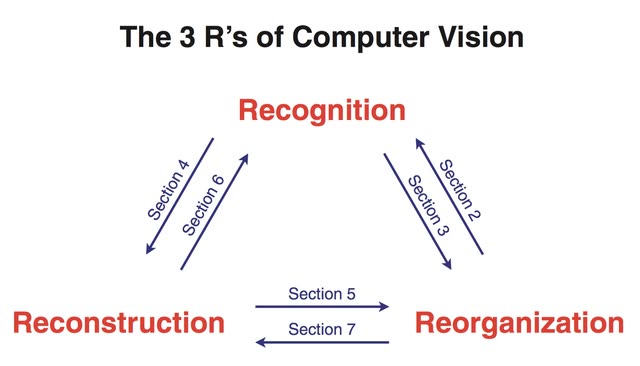 The 3 R's of Computer Vision
Recognition
Section 4
Section 6
Section 3
Section 2
Section 5
Reconstruction
Reorganization
Section 7